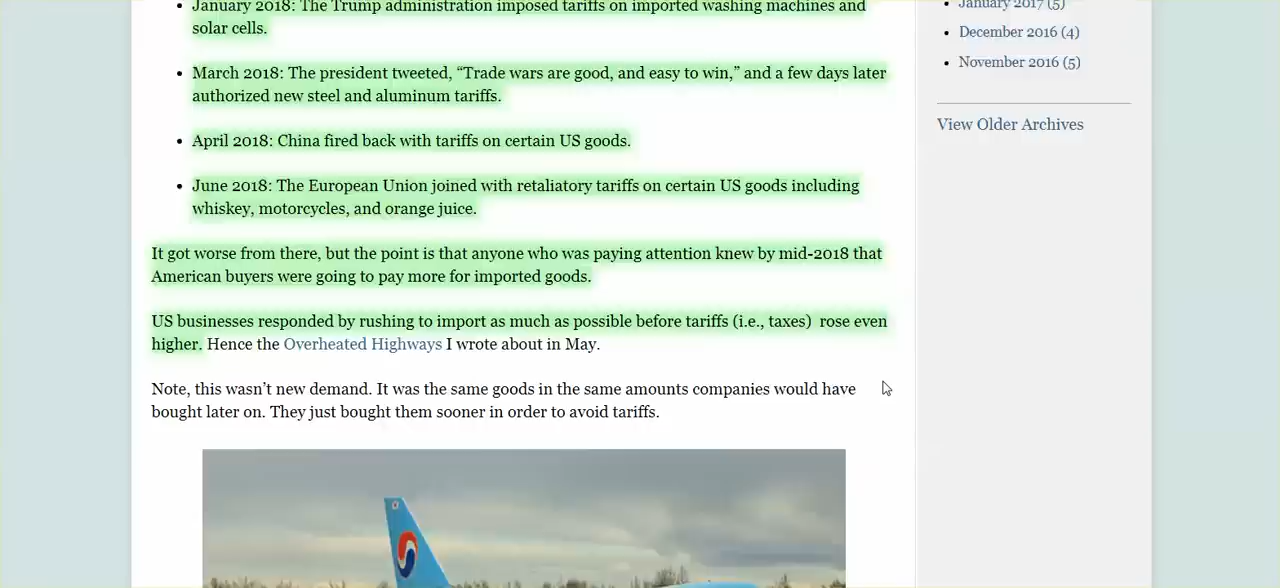 January 2018: The Trump administration imposed tariffs on imported washing machines and
solar cells.
March 2018: The president tweeted, “Trade wars are good, and easy to win,” and a few days later
authorized new steel and aluminum tariffs.
April 2018: China fired back with tariffs on certain US goods.
June 2018: The European Union joined with retaliatory tariffs on certain US goods including
whiskey, motorcycles, and orange juice.
It got worse from there, but the point is that anyone who was paying attention knew by mid-2018 that
American buyers were going to pay more for imported goods.
US businesses responded by rushing to import as much as possible before tariffs (i.e., taxes)  rose even
higher. Hence the Overheated Highways I wrote about in May.
Note, this wasn’t new demand. It was the same goods in the same amounts companies would have
bought later on. They just bought them sooner in order to avoid tariffs.
January 2017 (5)
December 2016 (4)
November 2016 (5)
View Older Archives